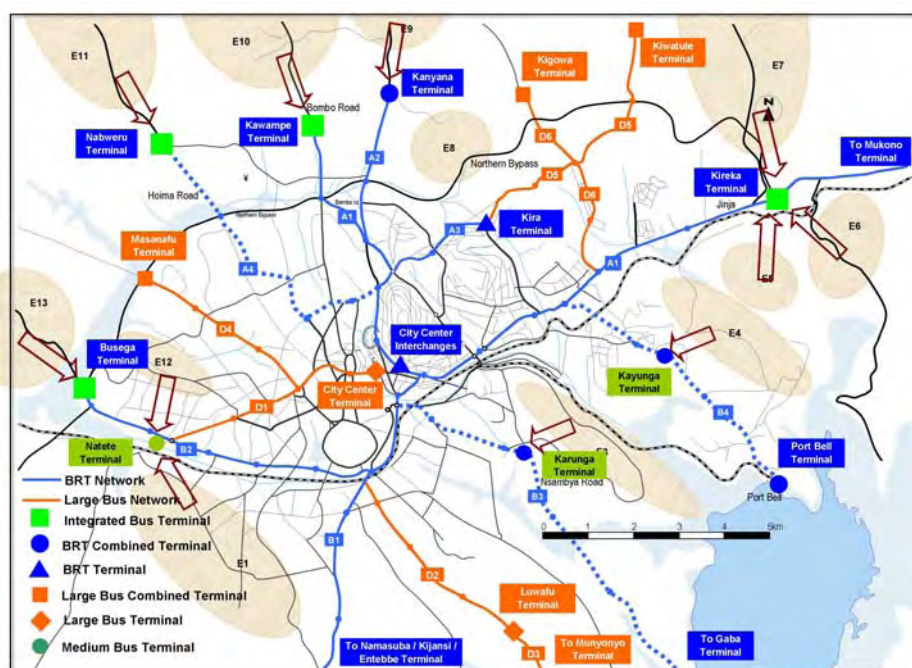 E11
E10
E9
Kigowa
Terminal
Kiwatule
Terminal
E7
Kanyana
Terminal
Bombo Road
Nabweru
Terminal
Kawampe
Terminal
A2
E8
D6
D5
N
To Mukono
Terminal
Northern Bypass
D5
Kireka
Terminal
Hoima Road
Northern Bypass
A1
D6
Jinja
A3
Kira
Terminal
E6
Masanafu
Terminal
A4
A1
E5
E13
D4
City Center
Interchanges
E4
Busega
Terminal
E12
City Center
Terminal
Kayunga
Terminal
D1
B4
Natete
Terminal
B2
Karunga
Terminal
Port Bell
Terminal
Nsambya Road
B3
Port Bell
BRT Network
Large Bus Network
Integrated Bus Terminal
0 1 2 3 4 5km
BRT Combined Terminal
B1
BRT Terminal
E1
D2
Large Bus Combined Terminal
Luwafu
Terminal
Large Bus Terminal
Medium Bus Terminal
To Namasuba / Kijansi /
Entebbe Terminal
D3
To Munyonyo
Terminal
To Gaba
Terminal